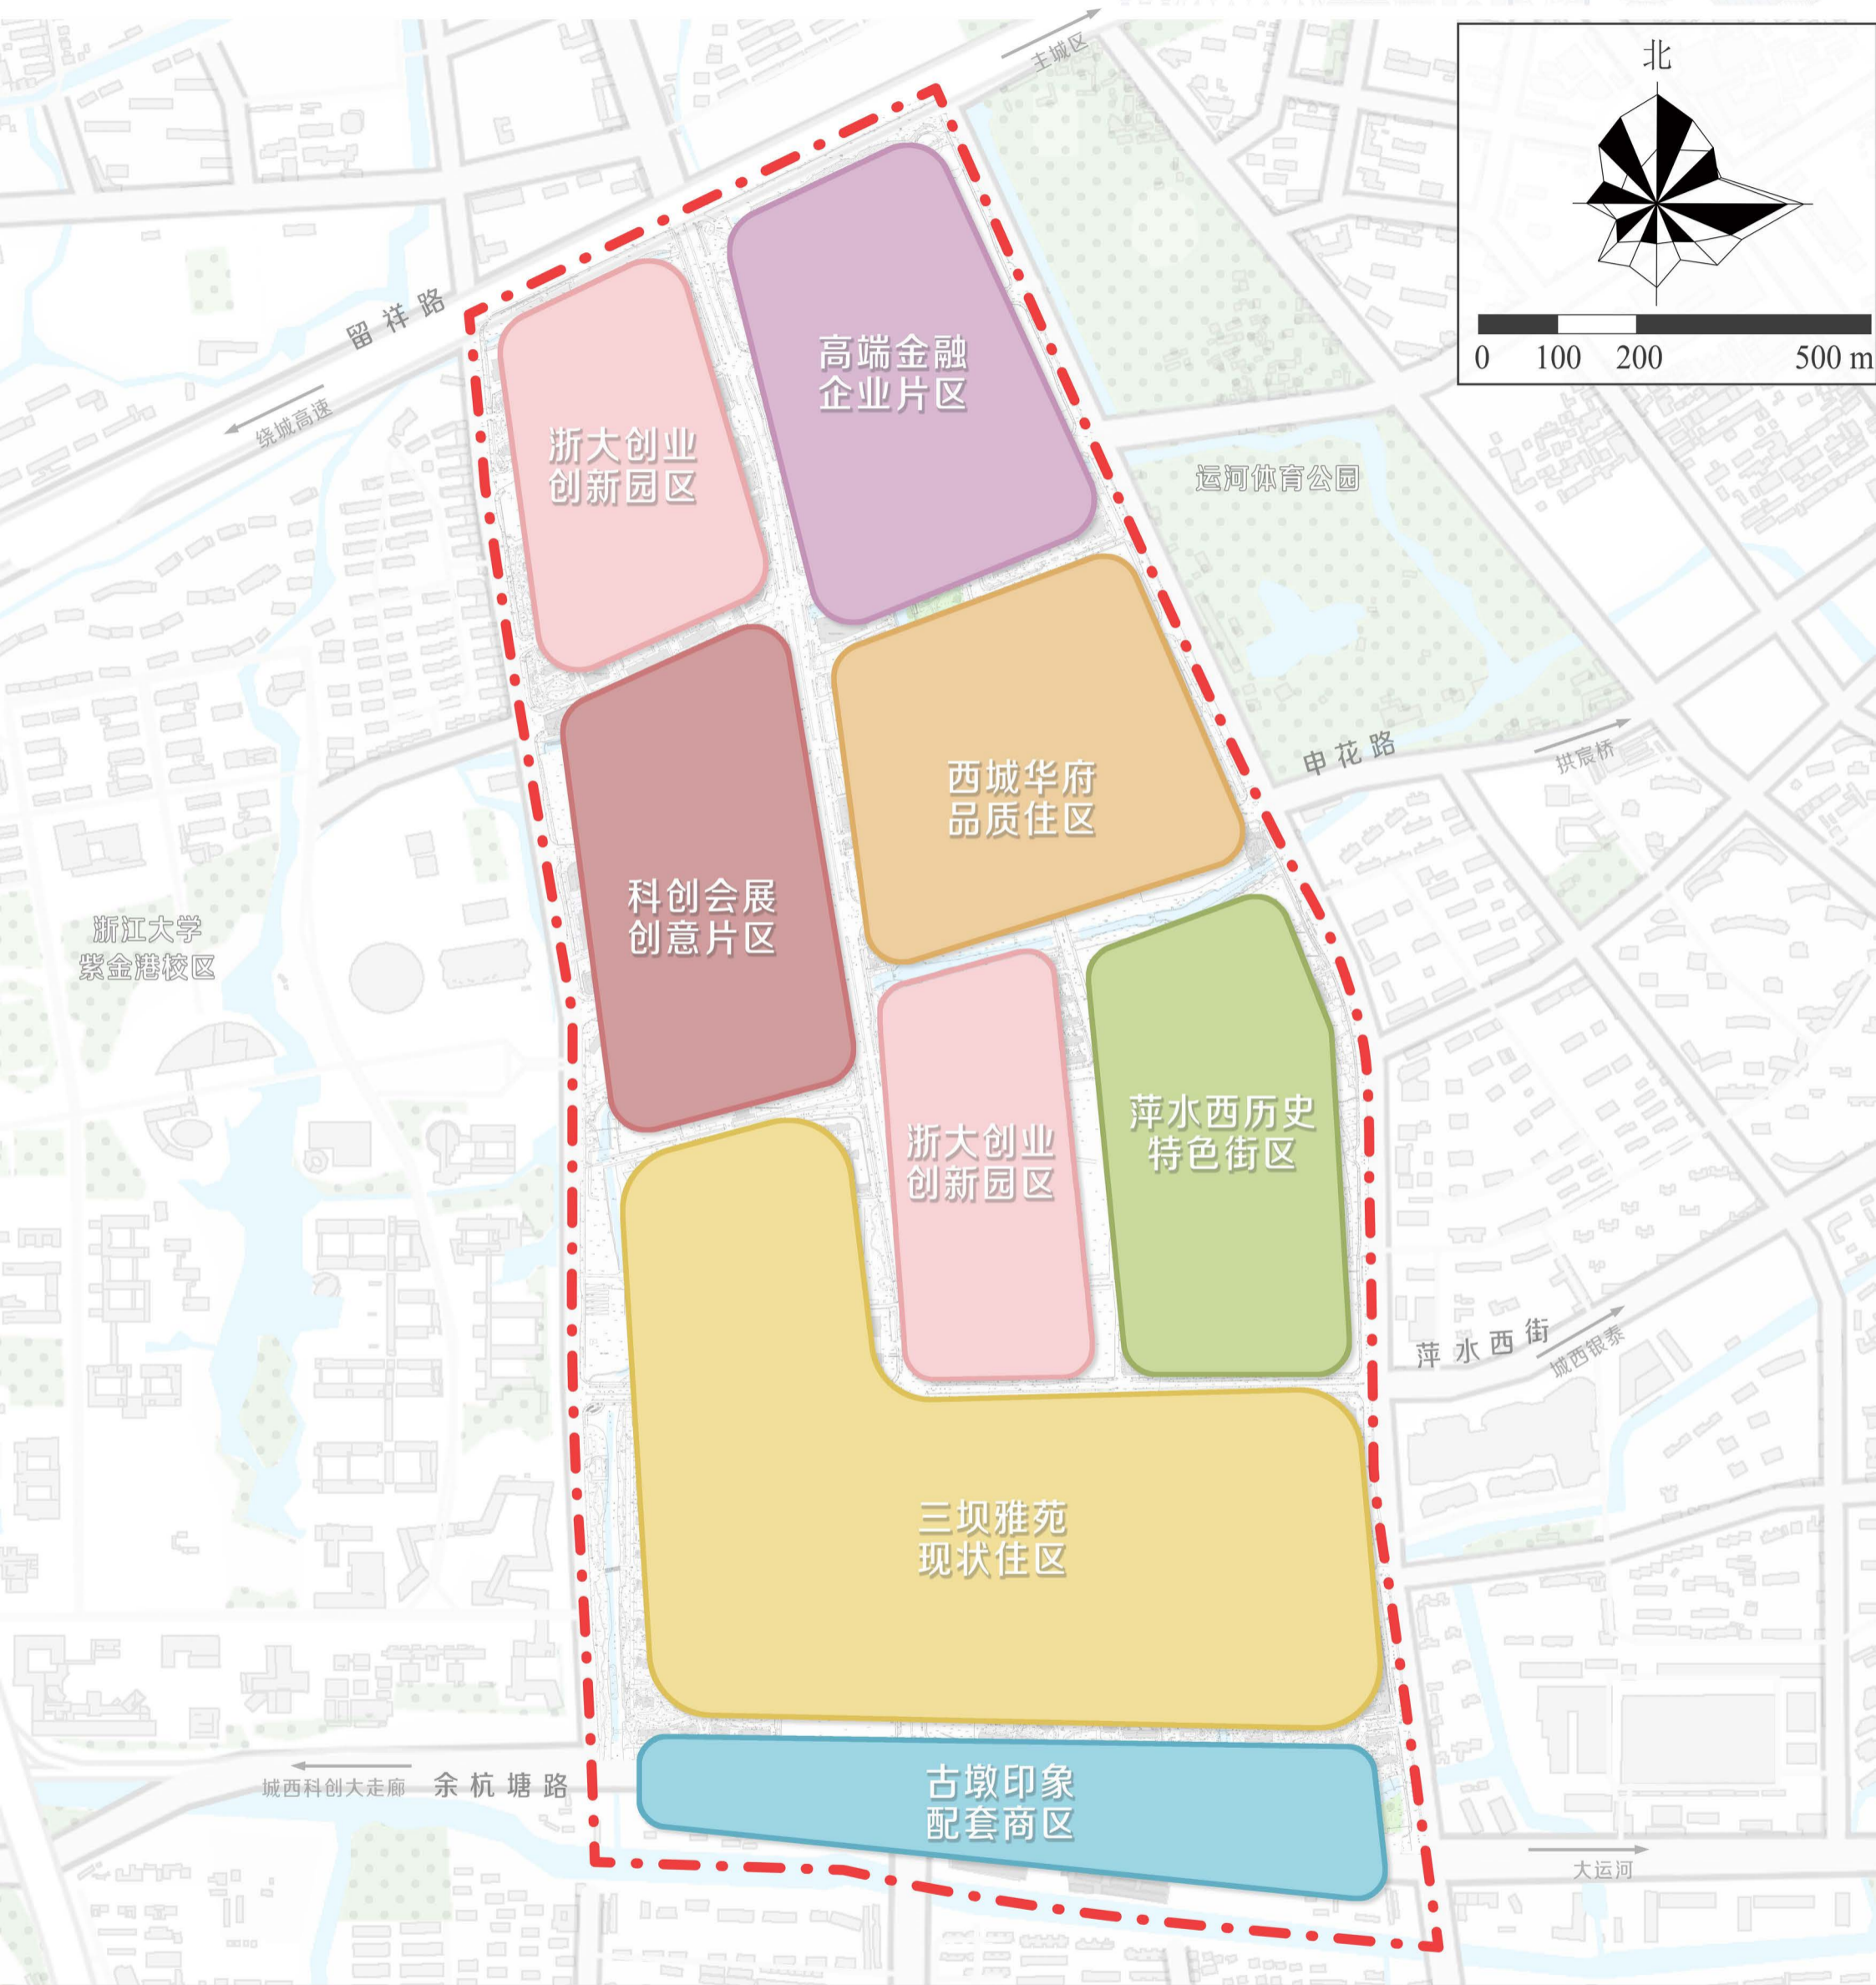 主城区
北
0 100 200 500 m
留祥路
绕城高速
高端金融
企业片区
浙大创业
创新园区
运河体育公园
申花路
拱宸桥
西城华府
品质住区
科创会展
创意片区
浙江大学
紫金港校区
浙大创业
创新园区
萍水西历史
特色街区
萍水西街
城西银泰
三坝雅苑
现状住区
城西科创大走廊
余杭塘路
古墩印象
配套商区
大运河